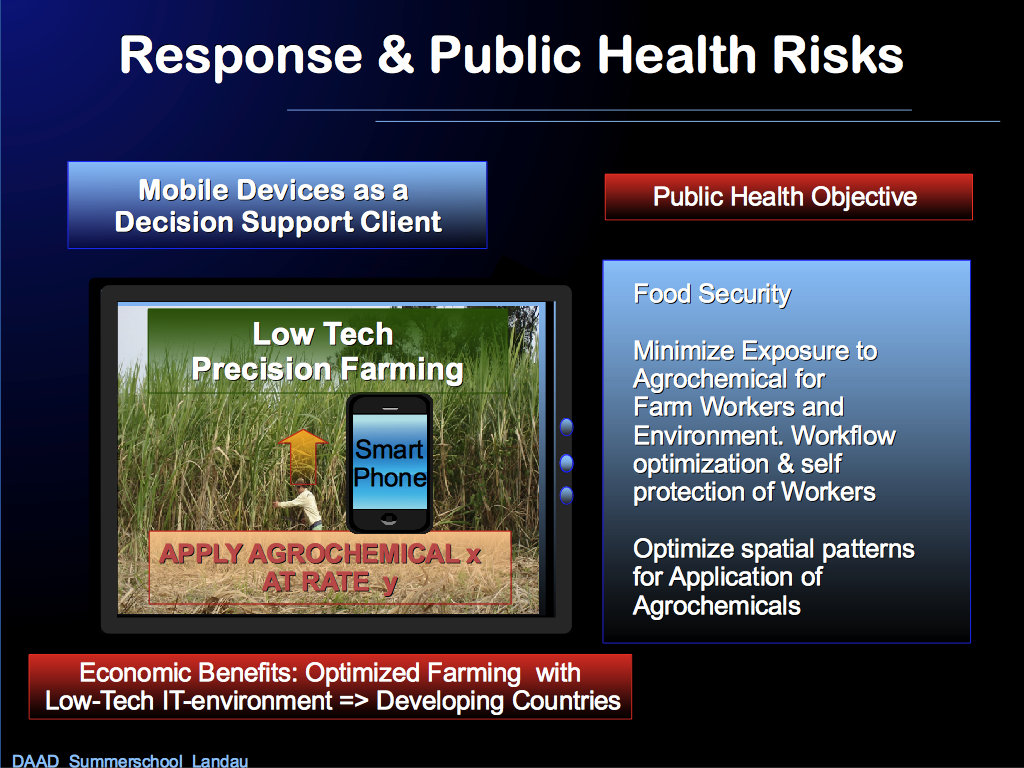 Response & Public Health Risks
Mobile Devices as a
Decision Support Client
Public Health Objective
Low Tech
Precision Farming
Smart
Phone
APPLY AGROCHEMICAL x
AT RATE y
Food Security
Minimize Exposure to
Agrochemical for
Farm Workers and
Environment. Workflow
optimization & self
protection of Workers
Optimize spatial patterns
for Application of
Agrochemicals
Economic Benefits: Optimized Farming with
Low-Tech IT-environment => Developing Countries
DAAD Summerschool Landau